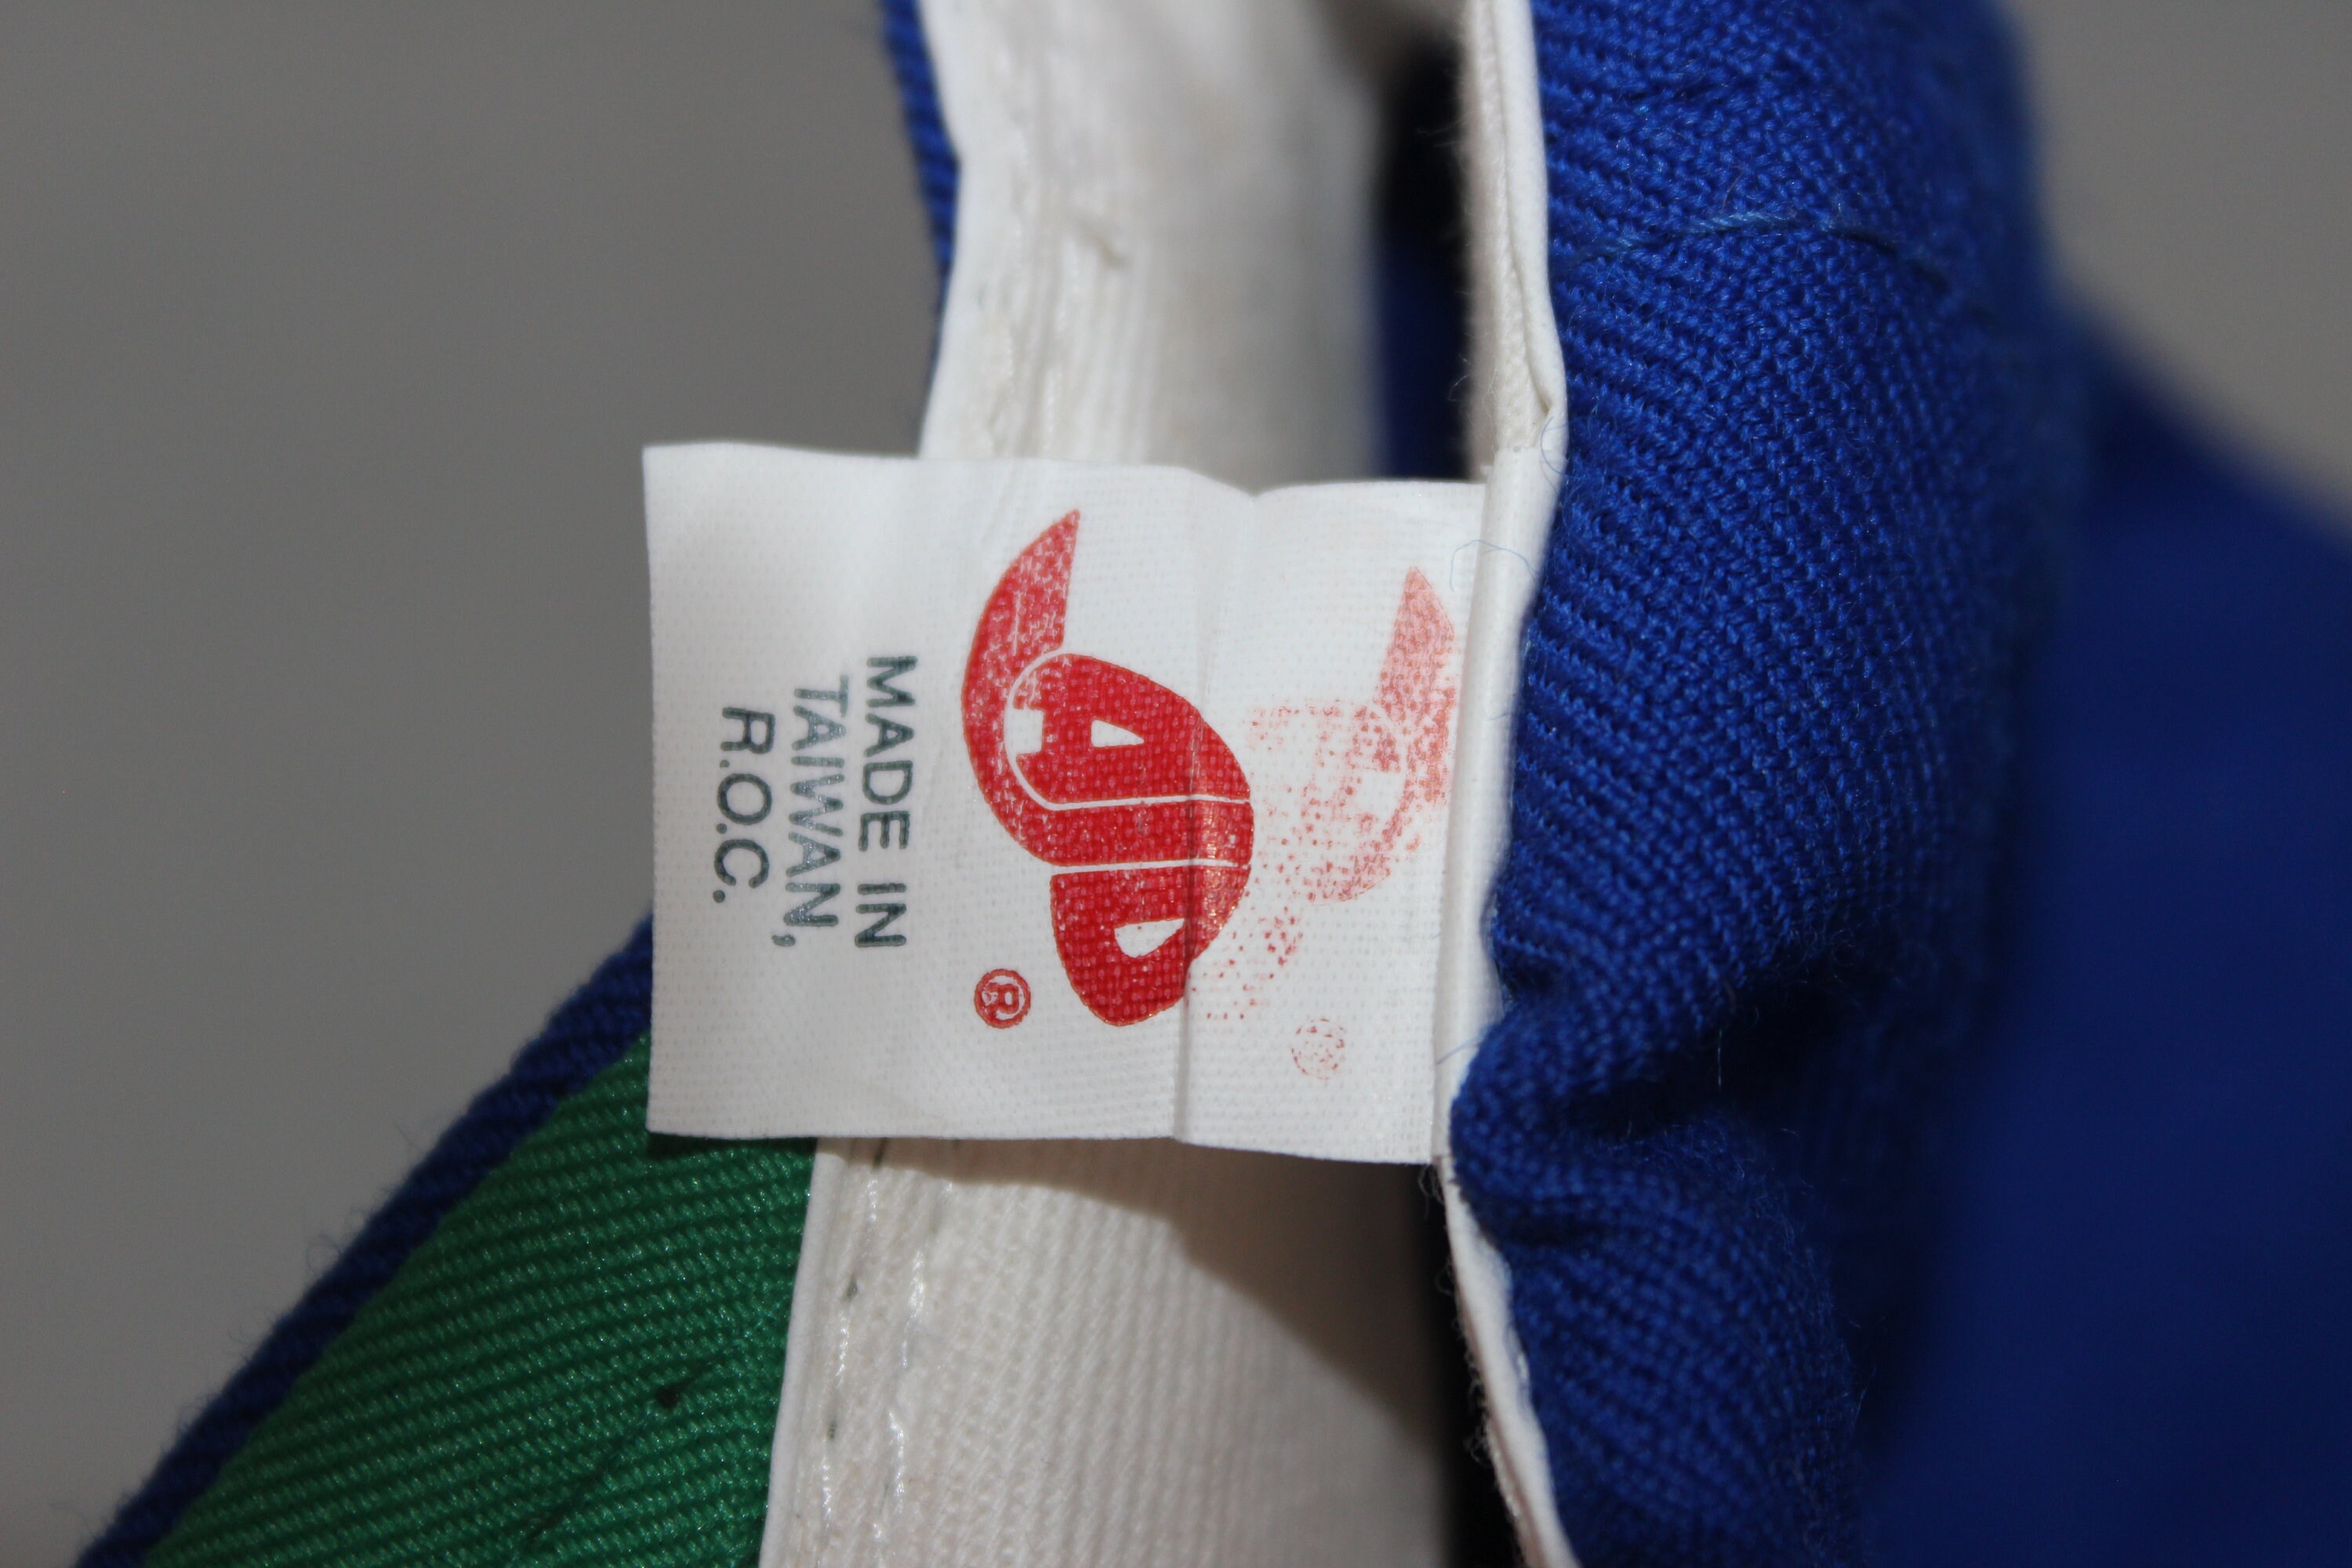 AJD
®
MADE IN
TAIWAN,
R.O.C.